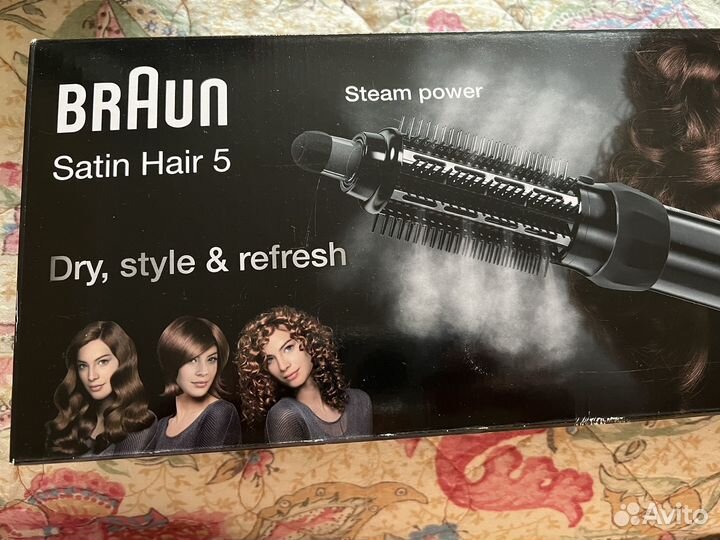 BRAUN
Satin Hair 5
Steam power
Dry, style & refresh
Avito